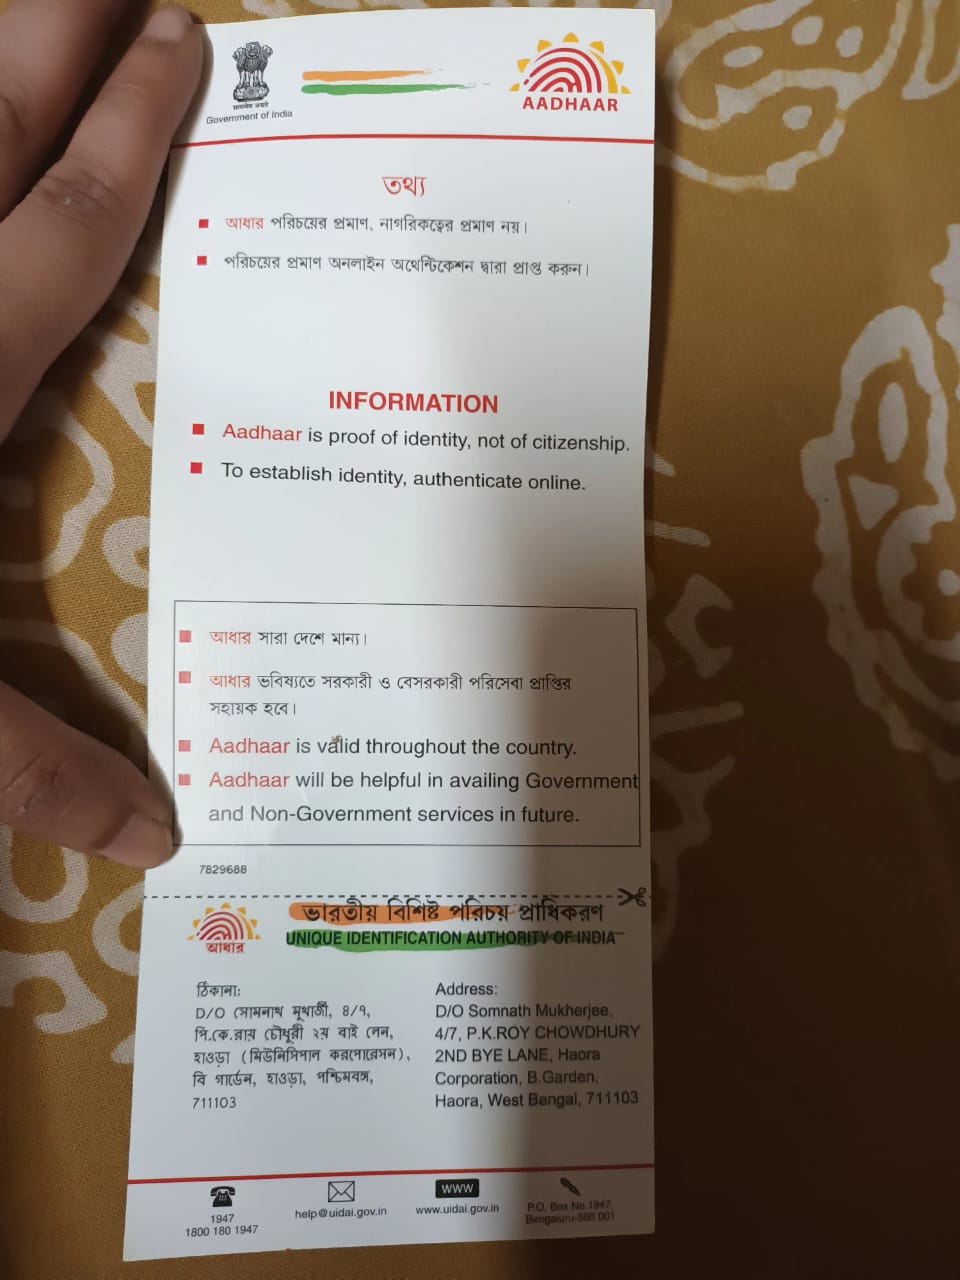 सत्यमेव जयते
Government of India
AADHAAR
তথ্য
আধার পরিচয়ের প্রমাণ, নাগরিকত্বের প্রমাণ নয়।
পরিচয়ের প্রমাণ অনলাইন অথেন্টিকেশন দ্বারা প্রাপ্ত করুন।
INFORMATION
Aadhaar is proof of identity, not of citizenship.
To establish identity, authenticate online.
আধার সারা দেশে মান্য।
আধার ভবিষ্যতে সরকারী ও বেসরকারী পরিসেবা প্রাপ্তির
সহায়ক হবে।
Aadhaar is valid throughout the country.
Aadhaar will be helpful in availing Government
and Non-Government services in future.
7829688
ভারতীয় বিশিষ্ট পরিচয় প্রাধিকরণ
UNIQUE IDENTIFICATION AUTHORITY OF INDIA
আধার
ঠিকানা:
D/O সোমনাথ মূখার্জী, ৪/৭,
পি.কে.রায় চৌধুরী ২য় বাই লেন,
হাওড়া (মিউনিসিপাল করপোরেসন),
বি গার্ডেন, হাওড়া, পশ্চিমবঙ্গ,
711103
Address:
D/O Somnath Mukherjee,
4/7, P.K.ROY CHOWDHURY
2ND BYE LANE, Haora
Corporation, B.Garden,
Haora, West Bengal, 711103
1947
1800 180 1947
help@uidai.gov.in
www
www.uidai.gov.in
P.O. Box No.1947,
Bengaluru-560 001